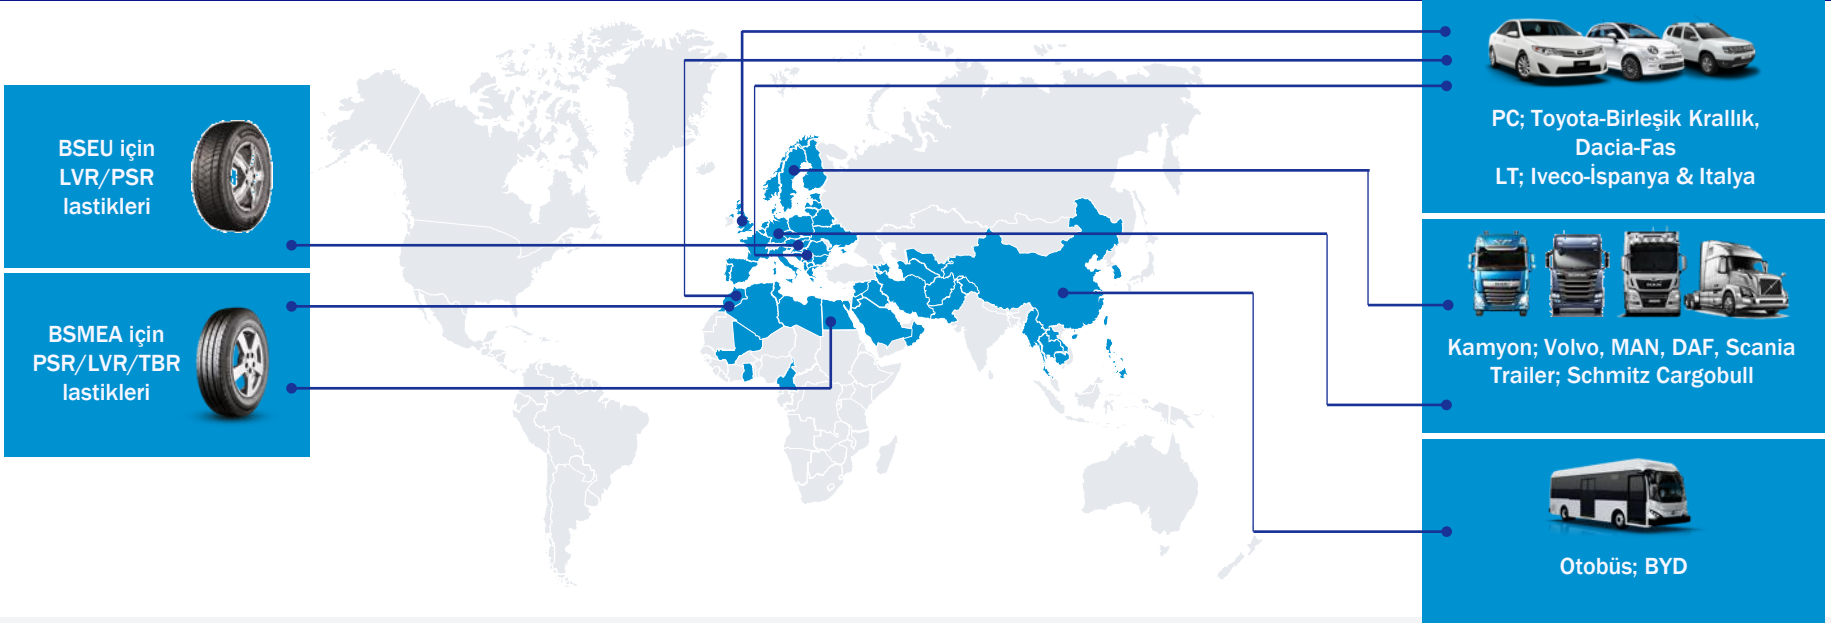 BSEU için
LVR/PSR
lastikleri
BSMEA için
PSR/LVR/TBR
lastikleri
PC; Toyota-Birleşik Krallık,
Dacia-Fas
LT; Iveco-İspanya & Italya
Kamyon; Volvo, MAN, DAF, Scania
Trailer; Schmitz Cargobull
Otobüs; BYD